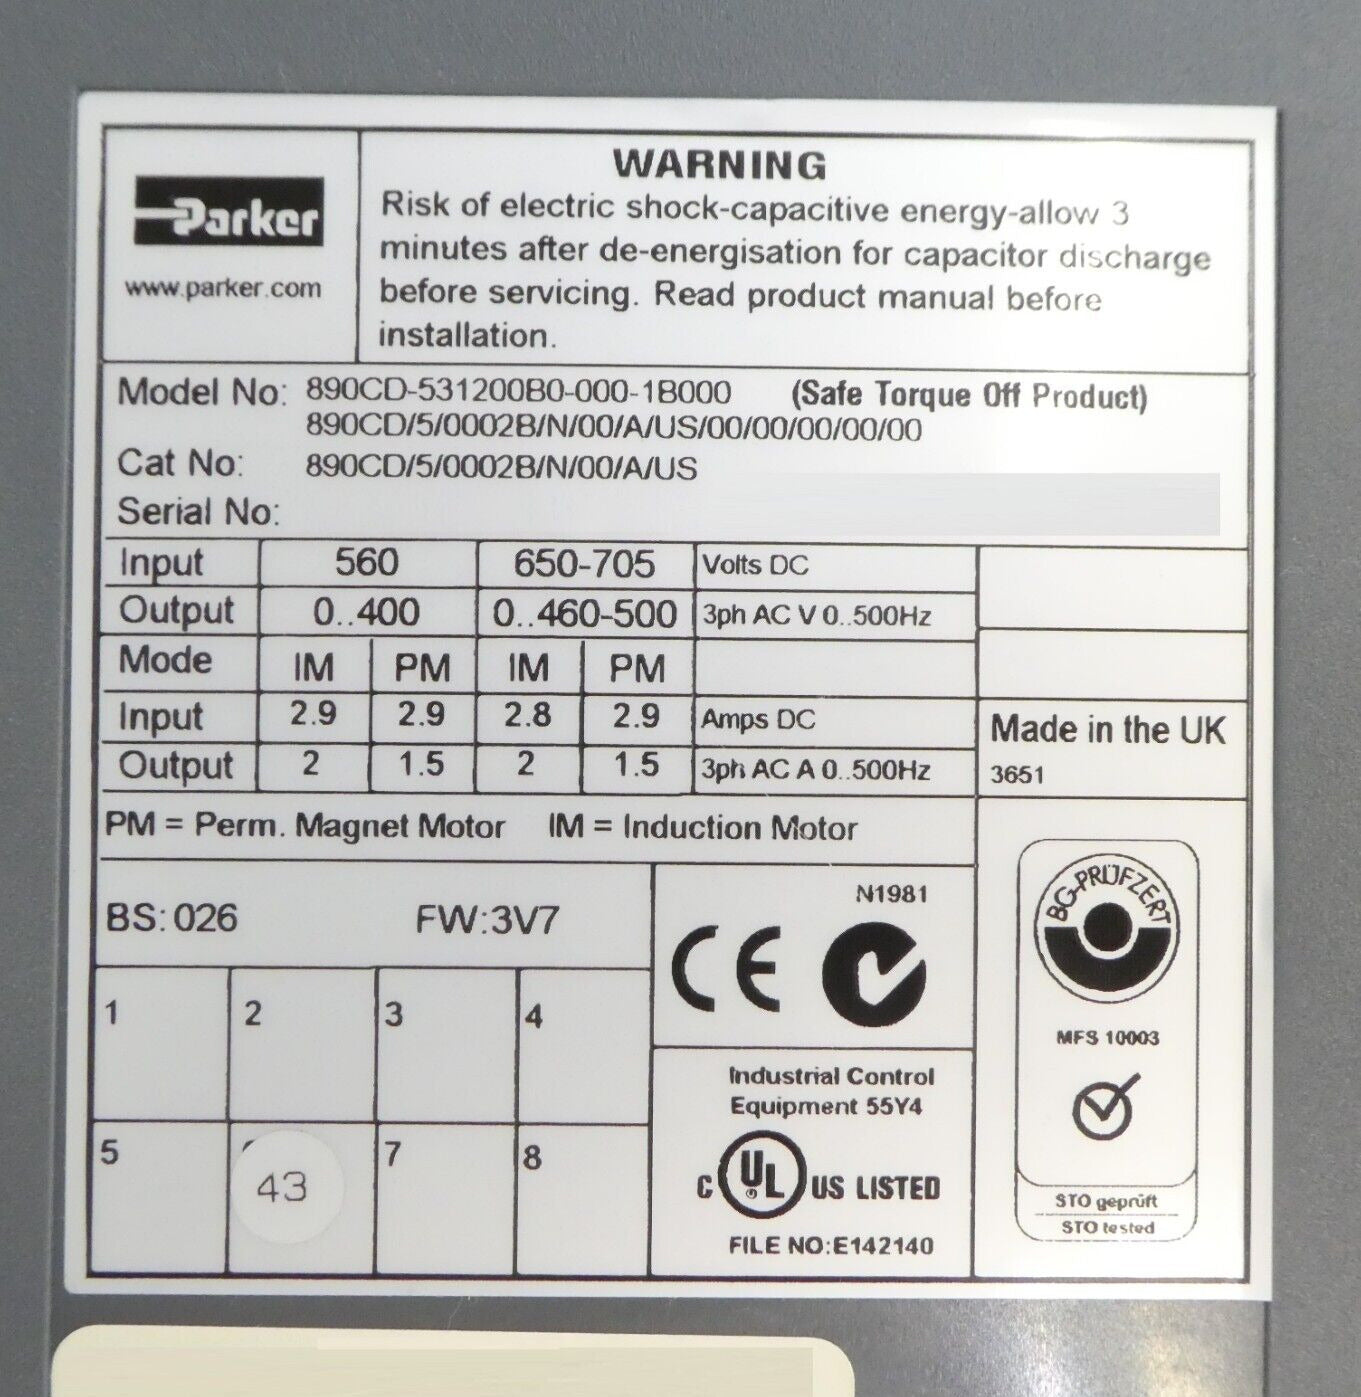 Parker
www.parker.com
WARNING
Risk of electric shock-capacitive energy-allow 3
minutes after de-energisation for capacitor discharge
before servicing. Read product manual before
installation.
Model No: 890CD-531200B0-000-1B000 (Safe Torque Off Product)
890CD/5/0002B/N/00/A/US/00/00/00/00/00
Cat No: 890CD/5/0002B/N/00/A/US
Serial No:
Input 560 650-705 Volts DC
Output 0..400 0..460-500 3ph AC V 0..500Hz
Mode IM PM IM PM
Input 2.9 2.9 2.8 2.9 Amps DC
Output 2 1.5 2 1.5 3ph AC A 0..500Hz
Made in the UK
3651
PM = Perm. Magnet Motor IM = Induction Motor
BS: 026 FW:3V7
1 2 3 4
5 43 7 8
N1981
CE
Industrial Control
Equipment 55Y4
C UL US LISTED
FILE NO:E142140
BG-PRÜFZERT
MFS 10003
STO geprüft
STO tested